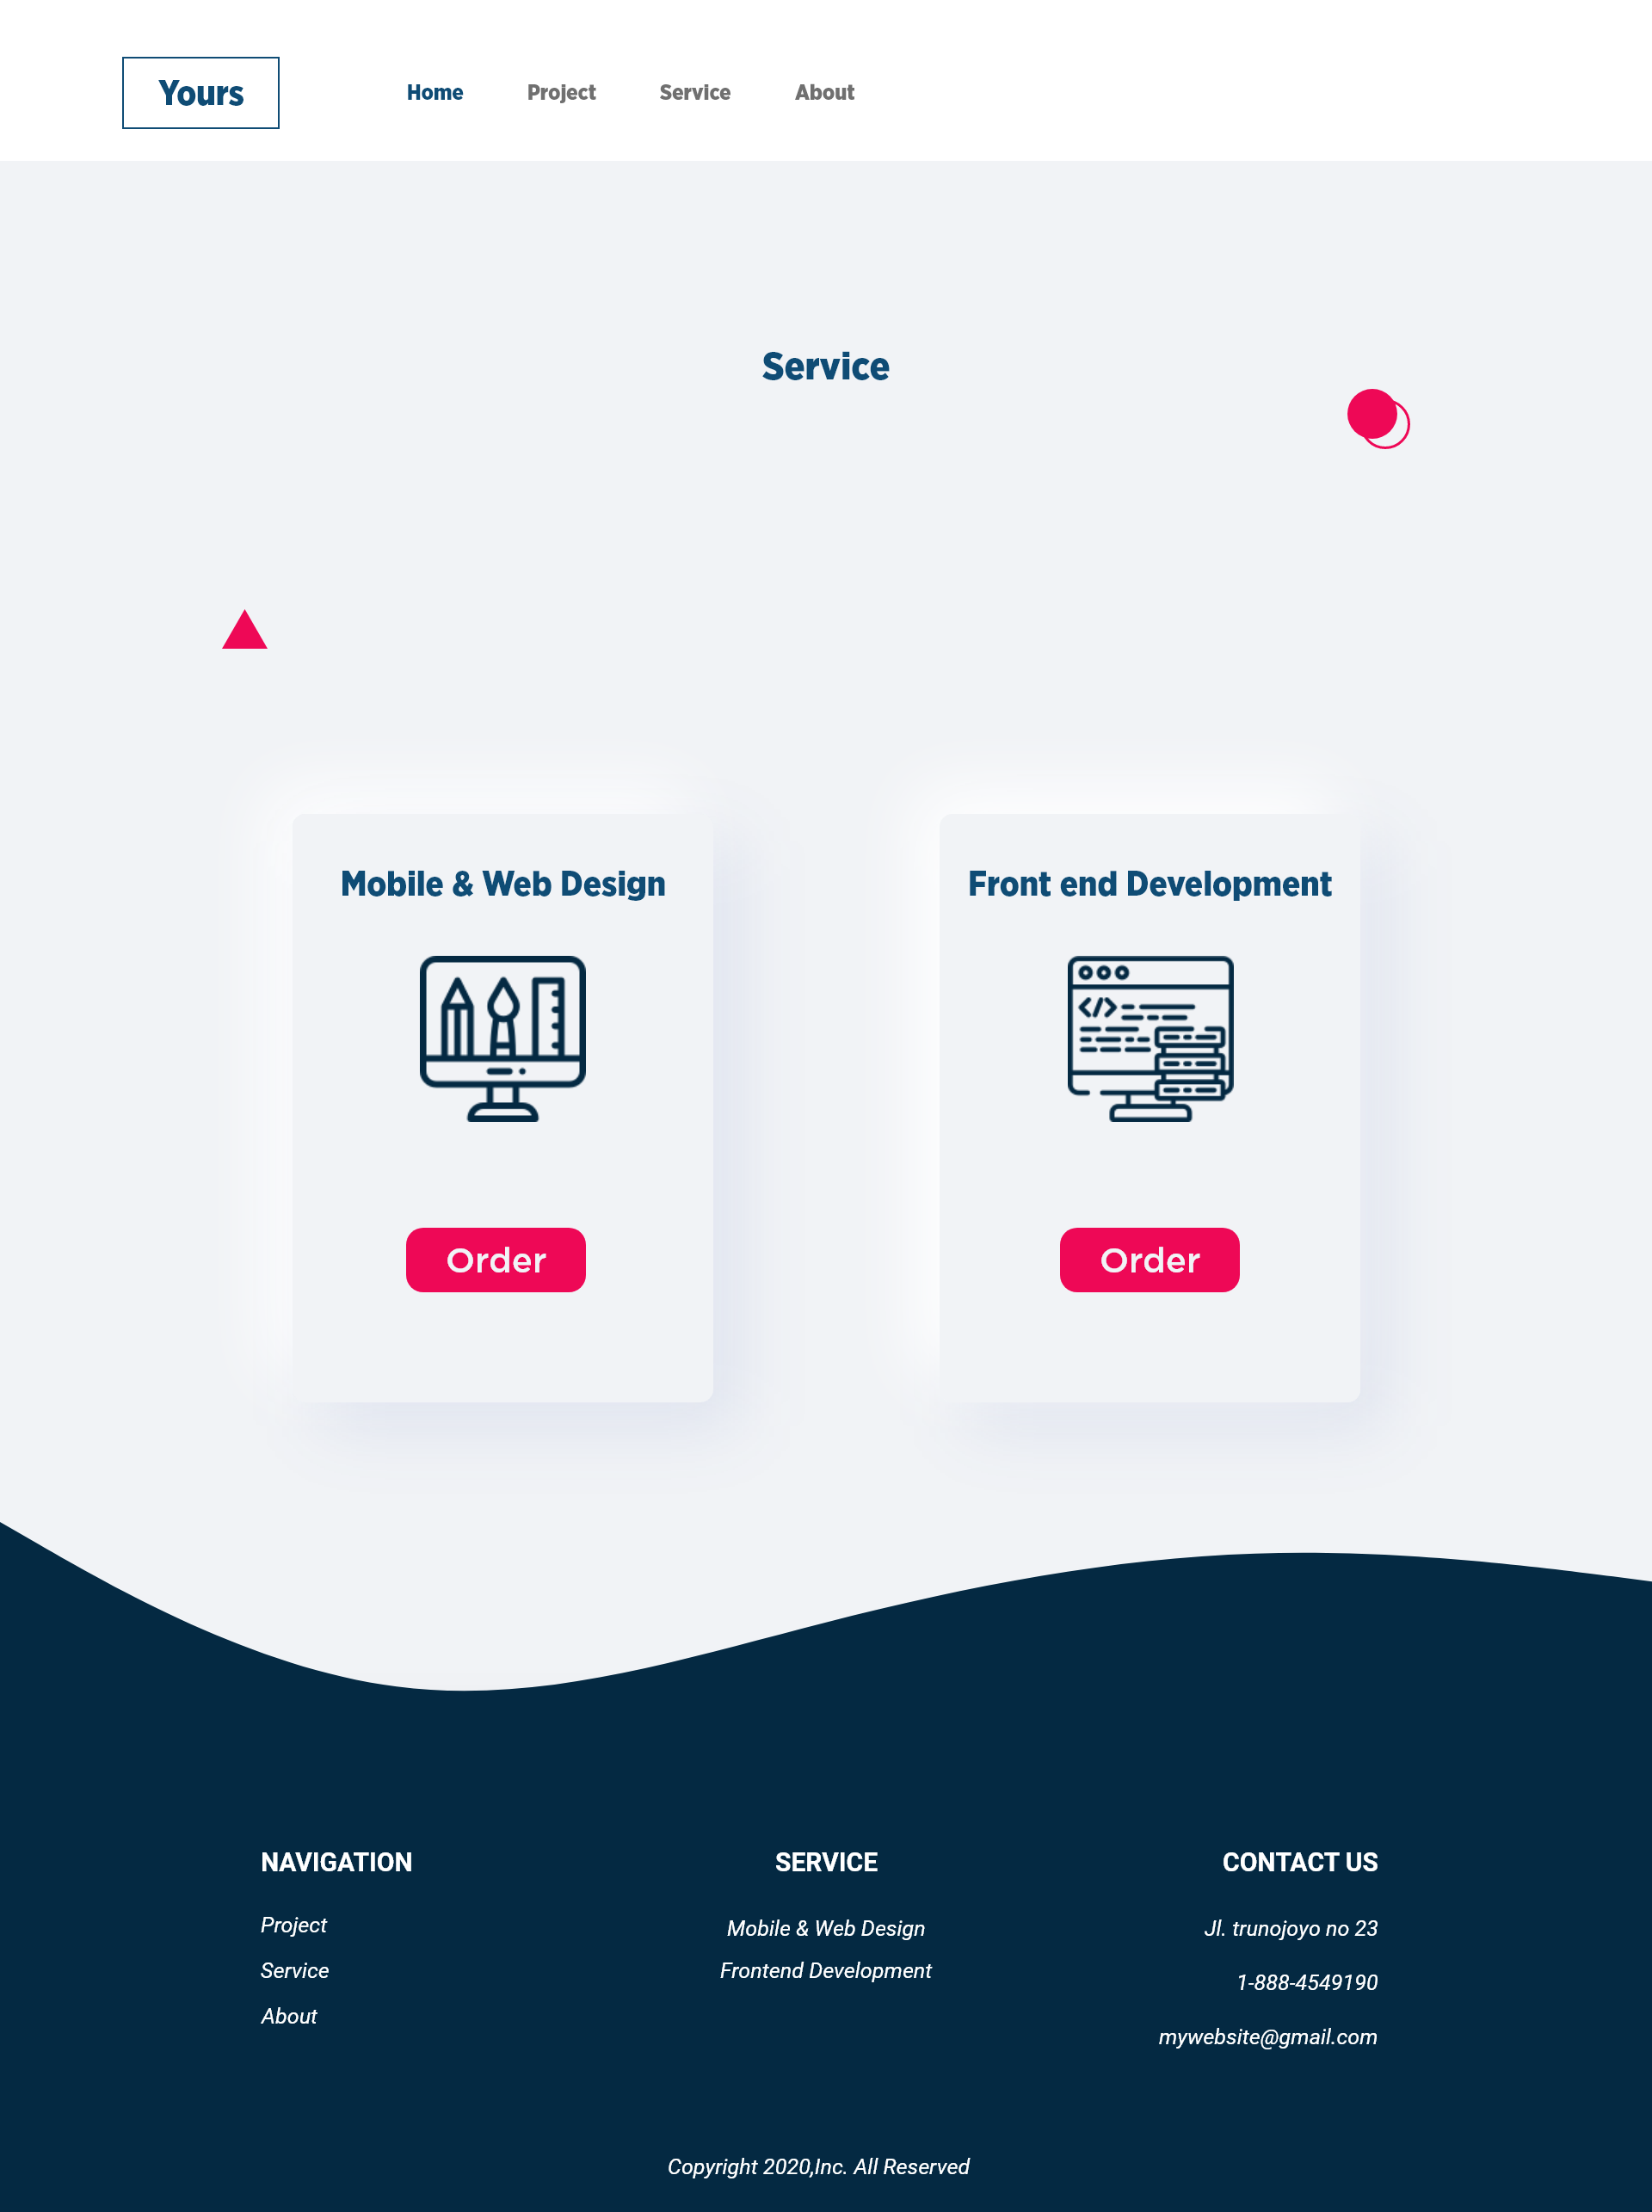 Yours
Home Project Service About
Service
Mobile & Web Design
Front end Development
</>
Order
Order
NAVIGATION
Project
Service
About
SERVICE
Mobile & Web Design
Frontend Development
CONTACT US
Jl. trunojoyo no 23
1-888-4549190
mywebsite@gmail.com
Copyright 2020,Inc. All Reserved